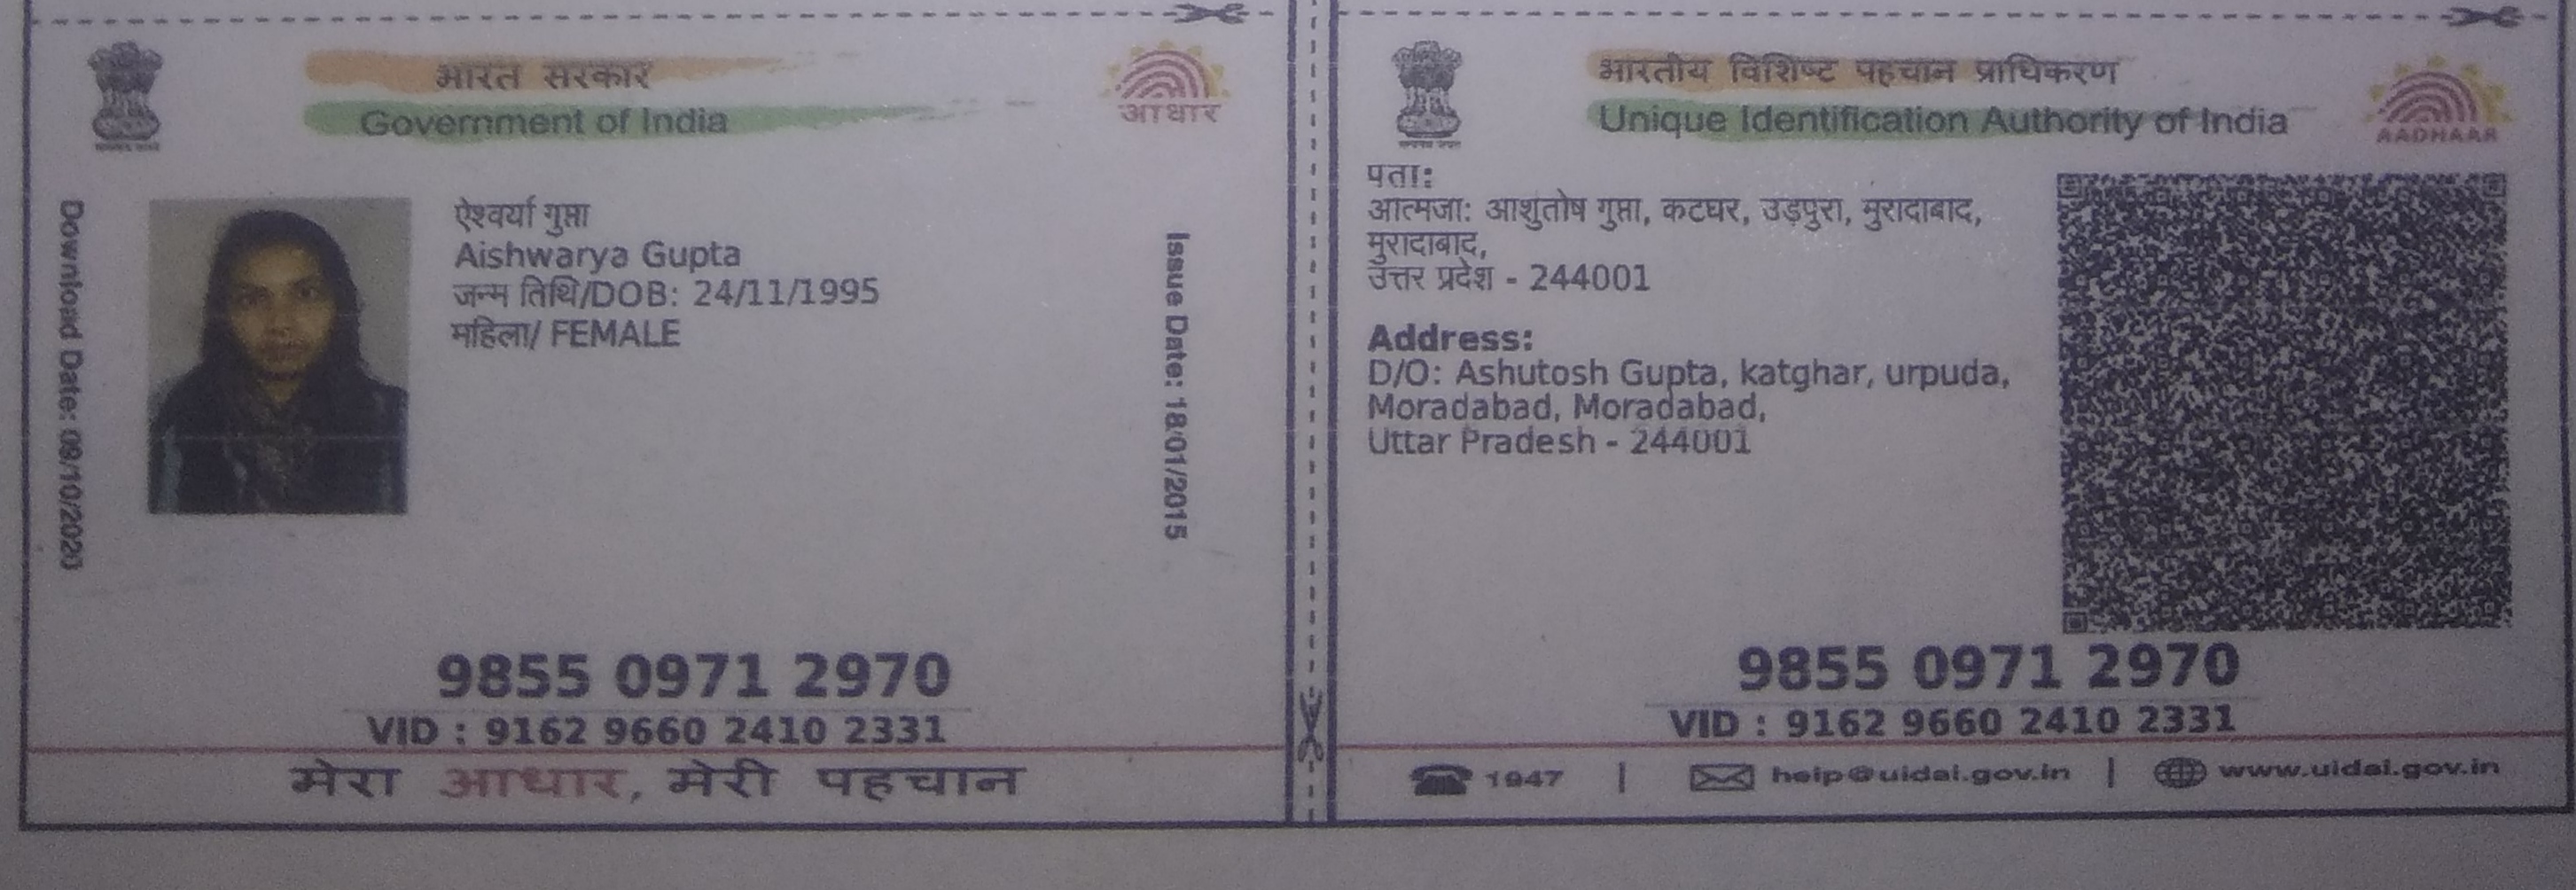 भारत सरकार
Government of India
आधार
Download Date: 09/10/2020
ऐश्वर्या गुप्ता
Aishwarya Gupta
जन्म तिथि/DOB: 24/11/1995
महिला/ FEMALE
Issue Date: 18/01/2015
9855 0971 2970
VID : 9162 9660 2410 2331
मेरा आधार, मेरी पहचान
भारतीय विशिष्ट पहचान प्राधिकरण
Unique Identification Authority of India
AADHAAR
पता:
आत्मजा: आशुतोष गुप्ता, कटघर, उड़पुरा, मुरादाबाद,
मुरादाबाद,
उत्तर प्रदेश - 244001
Address:
D/O: Ashutosh Gupta, katghar, urpuda,
Moradabad, Moradabad,
Uttar Pradesh - 244001
9855 0971 2970
VID : 9162 9660 2410 2331
1947 | help@uidai.gov.in | www.uidai.gov.in